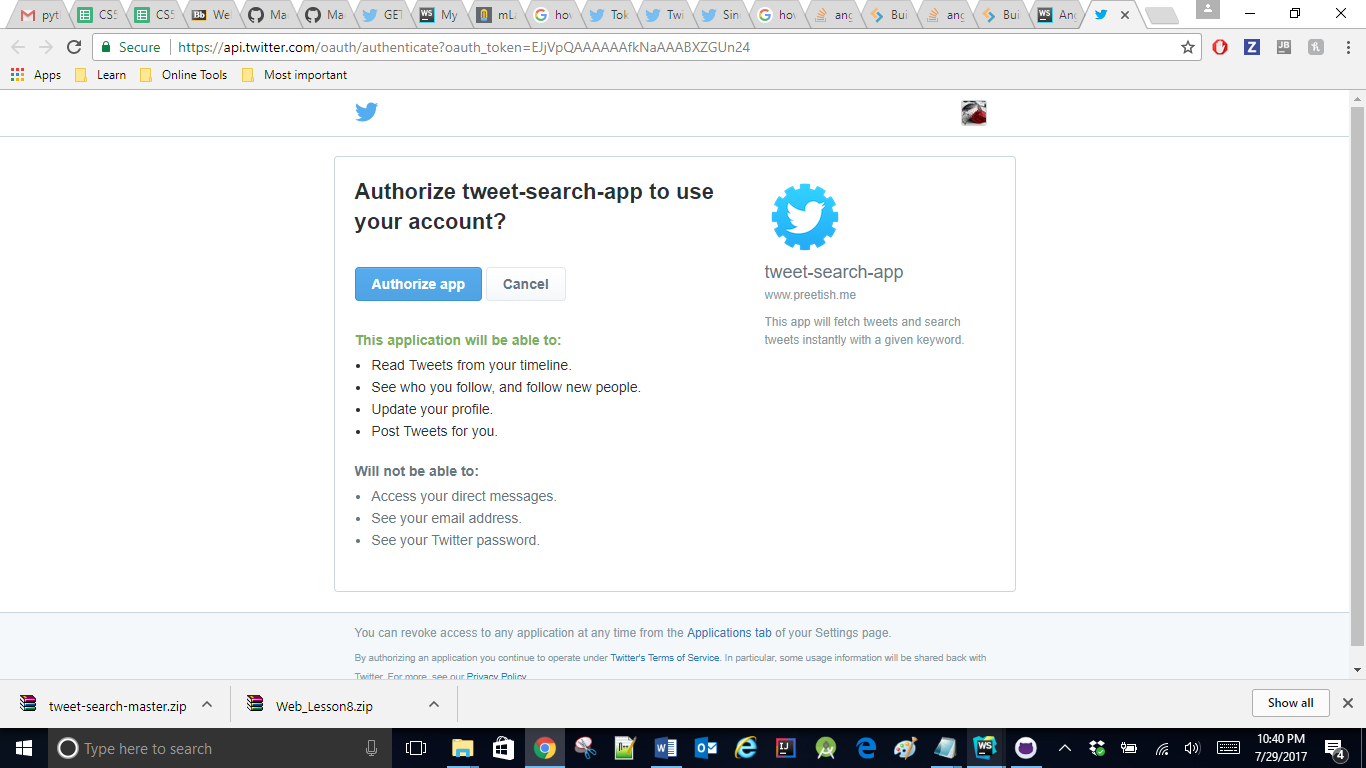 pyt
CS5
CS5
Bb We
Ma
Ma
GET
WS My
mLa
how
Tok
Twi
Sin
how
ang
Bui
ang
Bui
WS Ang
Secure https://api.twitter.com/oauth/authenticate?oauth_token=EJjVpQAAAAAAfkNaAAABXZGUn24
Apps Learn Online Tools Most important
Authorize tweet-search-app to use
your account?
Authorize app Cancel
This application will be able to:
• Read Tweets from your timeline.
• See who you follow, and follow new people.
• Update your profile.
• Post Tweets for you.
Will not be able to:
• Access your direct messages.
• See your email address.
• See your Twitter password.
tweet-search-app
www.preetish.me
This app will fetch tweets and search
tweets instantly with a given keyword.
You can revoke access to any application at any time from the Applications tab of your Settings page.
By authorizing an application you continue to operate under Twitter's Terms of Service. In particular, some usage information will be shared back with
Twitter. For more, see our Privacy Policy.
tweet-search-master.zip Web_Lesson8.zip Show all
Type here to search
10:40 PM
7/29/2017
4